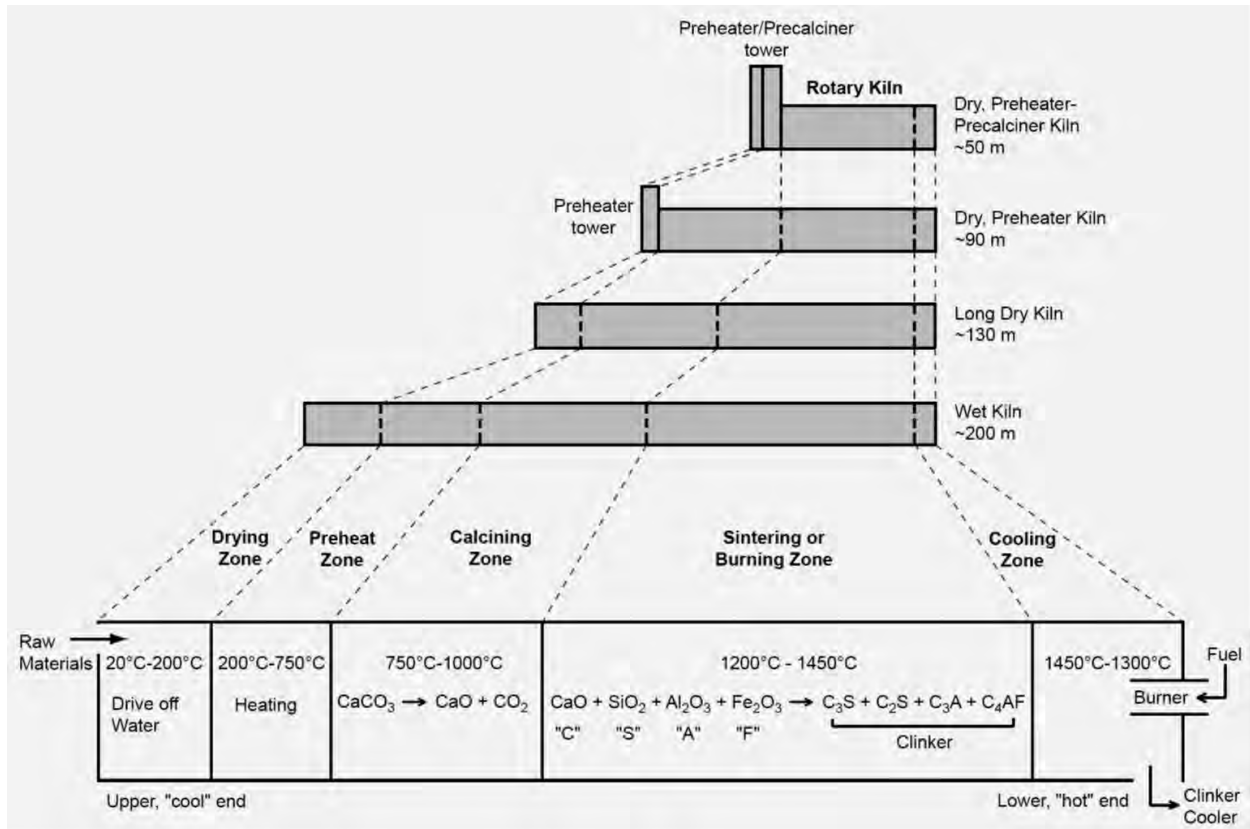 Preheater/Precalciner
tower
Rotary Kiln
Dry, Preheater-
Precalciner Kiln
~50 m
Preheater
tower
Dry, Preheater Kiln
~90 m
Long Dry Kiln
~130 m
Wet Kiln
~200 m
Drying
Zone
Preheat
Zone
Calcining
Zone
Sintering or
Burning Zone
Cooling
Zone
Raw
Materials
20°C-200°C
200°C-750°C
750°C-1000°C
1200°C - 1450°C
1450°C-1300°C
Fuel
Burner
Drive off
Water
Heating
CaCO₃ → CaO + CO₂
CaO + SiO₂ + Al₂O₃ + Fe₂O₃ → C₃S + C₂S + C₃A + C₄AF
"C" "S" "A" "F"
Clinker
Upper, "cool" end
Lower, "hot" end
Clinker
Cooler